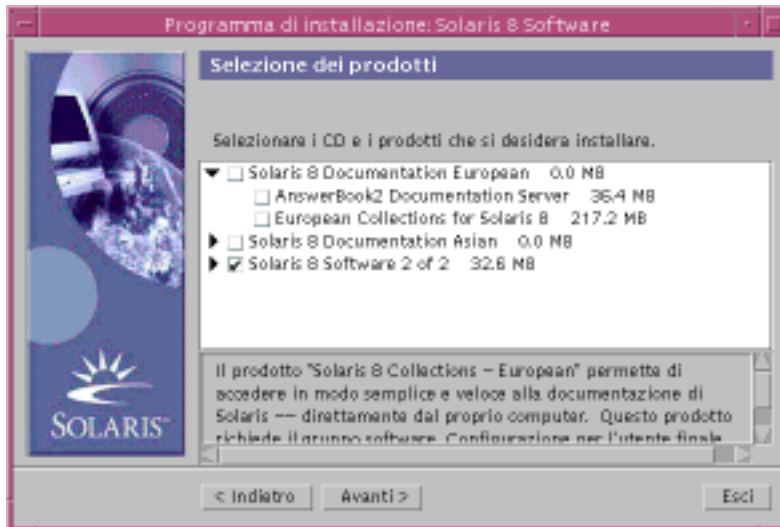 Programma di installazione: Solaris 8 Software
Selezione dei prodotti
Selezionare i CD e i prodotti che si desidera installare.
Solaris 8 Documentation European 0.0 MB
AnswerBook2 Documentation Server 36.4 MB
European Collections for Solaris 8 217.2 MB
Solaris 8 Documentation Asian 0.0 MB
Solaris 8 Software 2 of 2 32.6 MB
Il prodotto "Solaris 8 Collections – European" permette di
accedere in modo semplice e veloce alla documentazione di
Solaris –– direttamente dal proprio computer. Questo prodotto
richiede il gruppo software Configurazione per l'utente finale
SOLARIS™
< Indietro
Avanti >
Esci